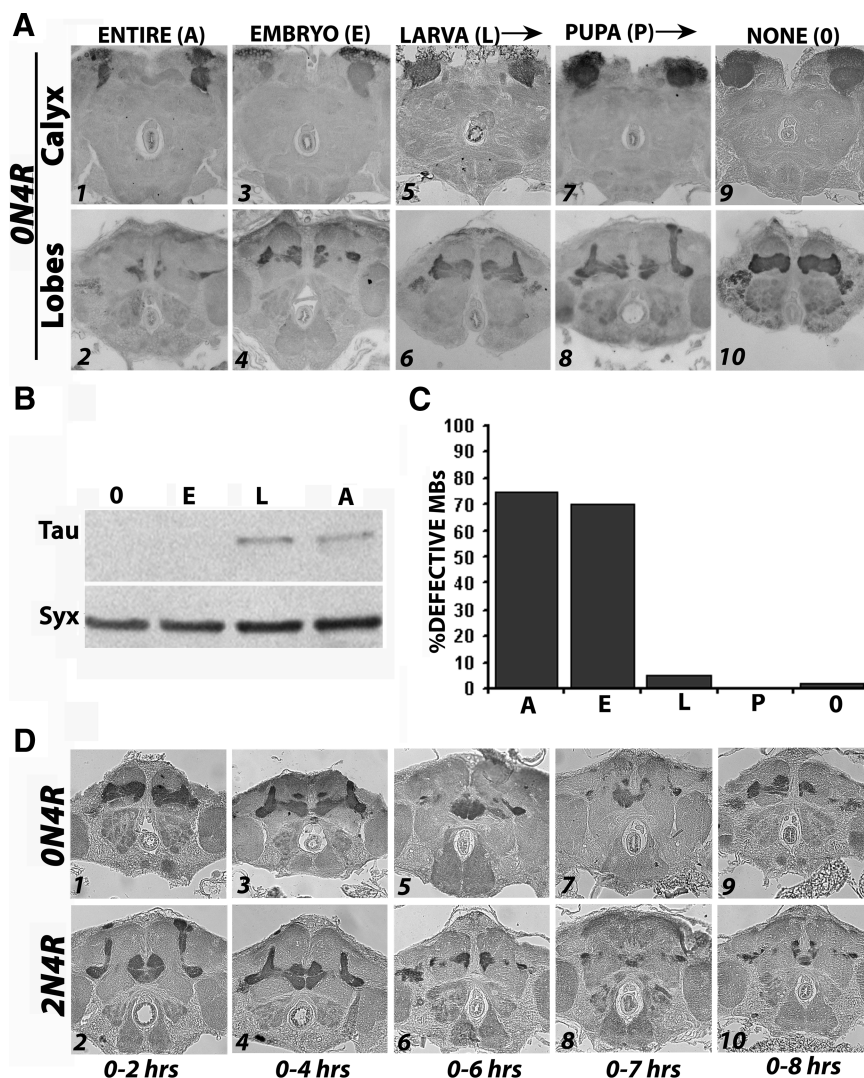 A
ENTIRE (A) EMBRYO (E) LARVA (L) PUPA (P) NONE (0)
0N4R
Calyx
1 3 5 7 9
Lobes
2 4 6 8 10
B
0 E L A
Tau
Syx
C
%DEFECTIVE MBs
100
90
80
70
60
50
40
30
20
10
0
A E L P 0
D
0N4R
1 3 5 7 9
2N4R
2 4 6 8 10
0-2 hrs 0-4 hrs 0-6 hrs 0-7 hrs 0-8 hrs